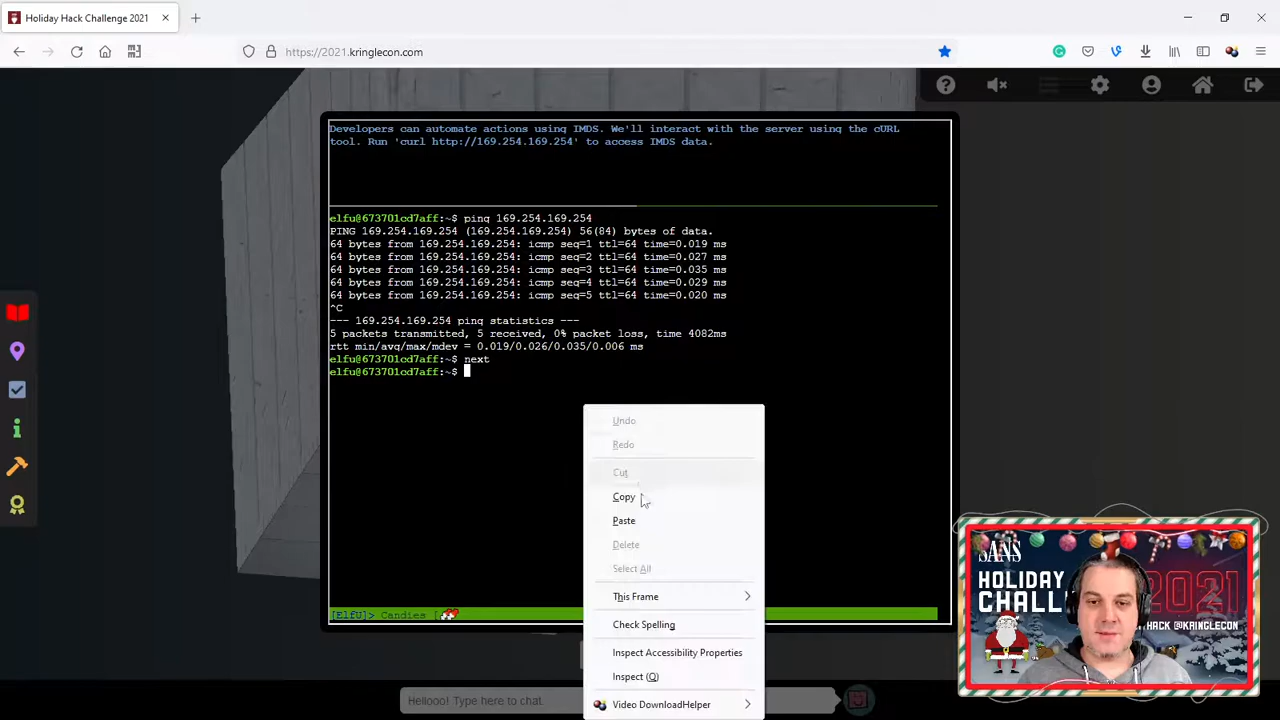 Holiday Hack Challenge 2021
https://2021.kringlecon.com
Developers can automate actions using IMDS. We'll interact with the server using the cURL
tool. Run 'curl http://169.254.169.254' to access IMDS data.
elfu@673701cd7aff:~$ ping 169.254.169.254
PING 169.254.169.254 (169.254.169.254) 56(84) bytes of data.
64 bytes from 169.254.169.254: icmp_seq=1 ttl=64 time=0.019 ms
64 bytes from 169.254.169.254: icmp_seq=2 ttl=64 time=0.027 ms
64 bytes from 169.254.169.254: icmp_seq=3 ttl=64 time=0.035 ms
64 bytes from 169.254.169.254: icmp_seq=4 ttl=64 time=0.029 ms
64 bytes from 169.254.169.254: icmp_seq=5 ttl=64 time=0.020 ms
^C
--- 169.254.169.254 ping statistics ---
5 packets transmitted, 5 received, 0% packet loss, time 4082ms
rtt min/avg/max/mdev = 0.019/0.026/0.035/0.006 ms
elfu@673701cd7aff:~$ next
elfu@673701cd7aff:~$
Undo
Redo
Cut
Copy
Paste
Delete
Select All
This Frame
Check Spelling
Inspect Accessibility Properties
Inspect (Q)
Video DownloadHelper
[ElfU]> Candies [
Hellooo! Type here to chat.
SANS
HOLIDAY
CHALL 2021
HACK @KRINGLECON